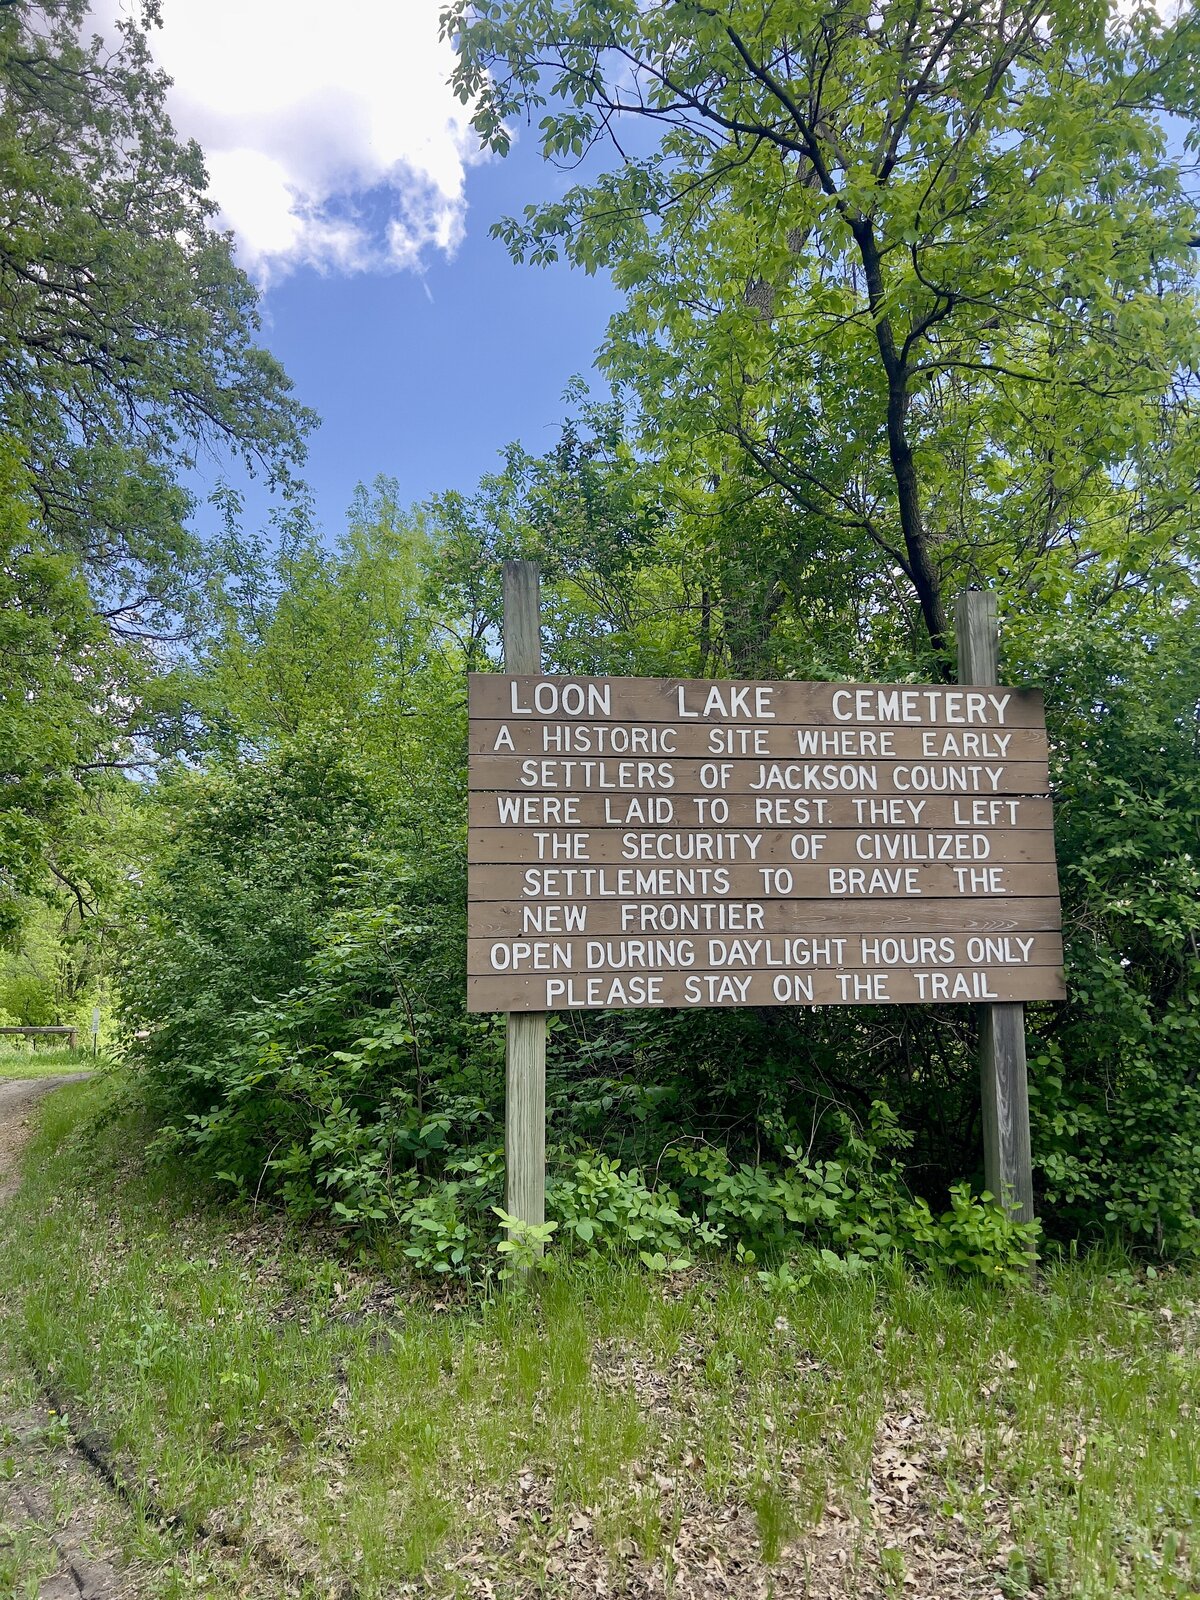 LOON LAKE CEMETERY
A HISTORIC SITE WHERE EARLY
SETTLERS OF JACKSON COUNTY
WERE LAID TO REST. THEY LEFT
THE SECURITY OF CIVILIZED
SETTLEMENTS TO BRAVE THE
NEW FRONTIER
OPEN DURING DAYLIGHT HOURS ONLY
PLEASE STAY ON THE TRAIL